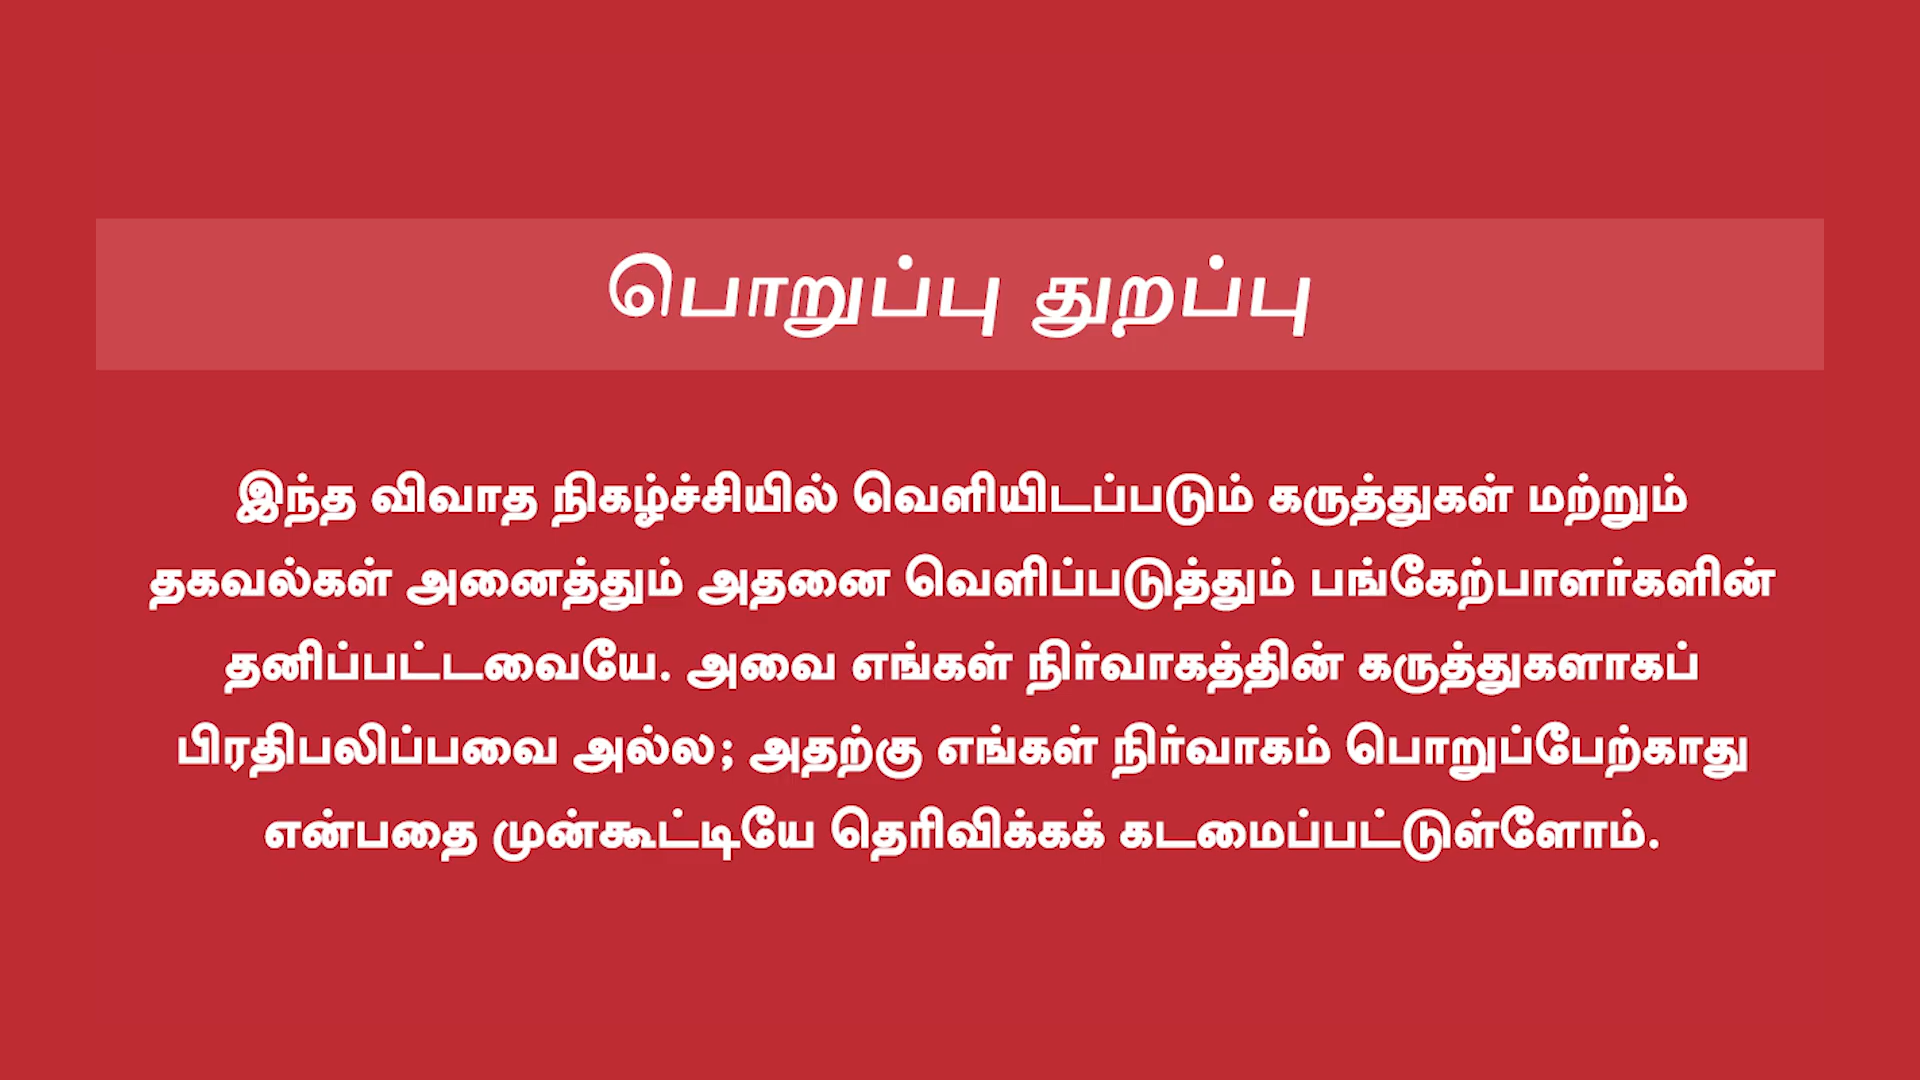 பொறுப்பு துறப்பு
இந்த விவாத நிகழ்ச்சியில் வெளியிடப்படும் கருத்துகள் மற்றும்
தகவல்கள் அனைத்தும் அதனை வெளிப்படுத்தும் பங்கேற்பாளர்களின்
தனிப்பட்டவையே. அவை எங்கள் நிர்வாகத்தின் கருத்துகளாகப்
பிரதிபலிப்பவை அல்ல; அதற்கு எங்கள் நிர்வாகம் பொறுப்பேற்காது
என்பதை முன்கூட்டியே தெரிவிக்கக் கடமைப்பட்டுள்ளோம்.